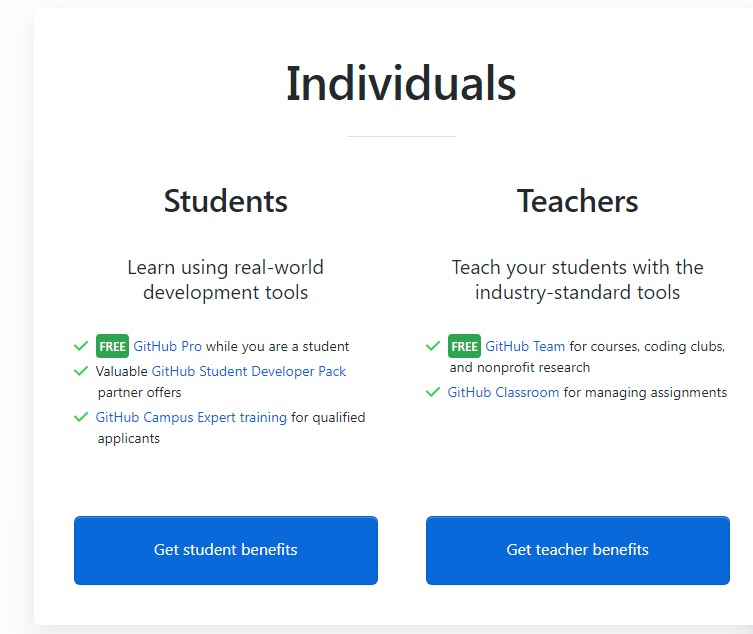 Individuals
Students
Learn using real-world
development tools
FREE GitHub Pro while you are a student
Valuable GitHub Student Developer Pack
partner offers
GitHub Campus Expert training for qualified
applicants
Get student benefits
Teachers
Teach your students with the
industry-standard tools
FREE GitHub Team for courses, coding clubs,
and nonprofit research
GitHub Classroom for managing assignments
Get teacher benefits